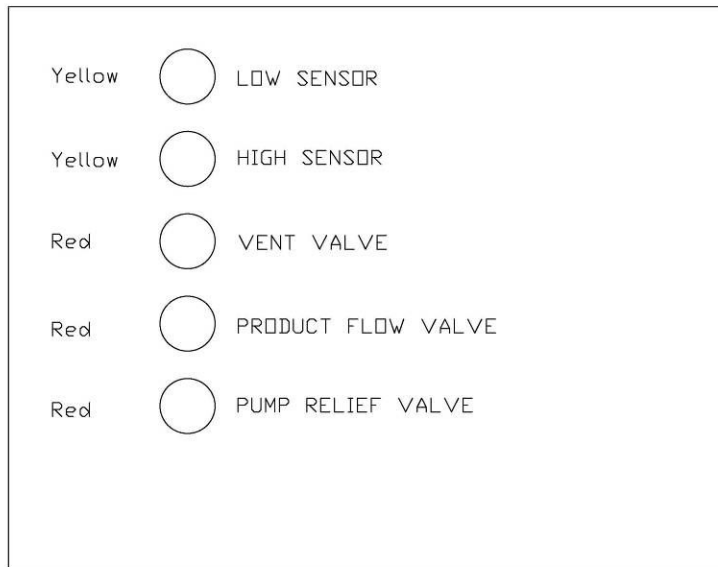 Yellow LOW SENSOR
Yellow HIGH SENSOR
Red VENT VALVE
Red PRODUCT FLOW VALVE
Red PUMP RELIEF VALVE